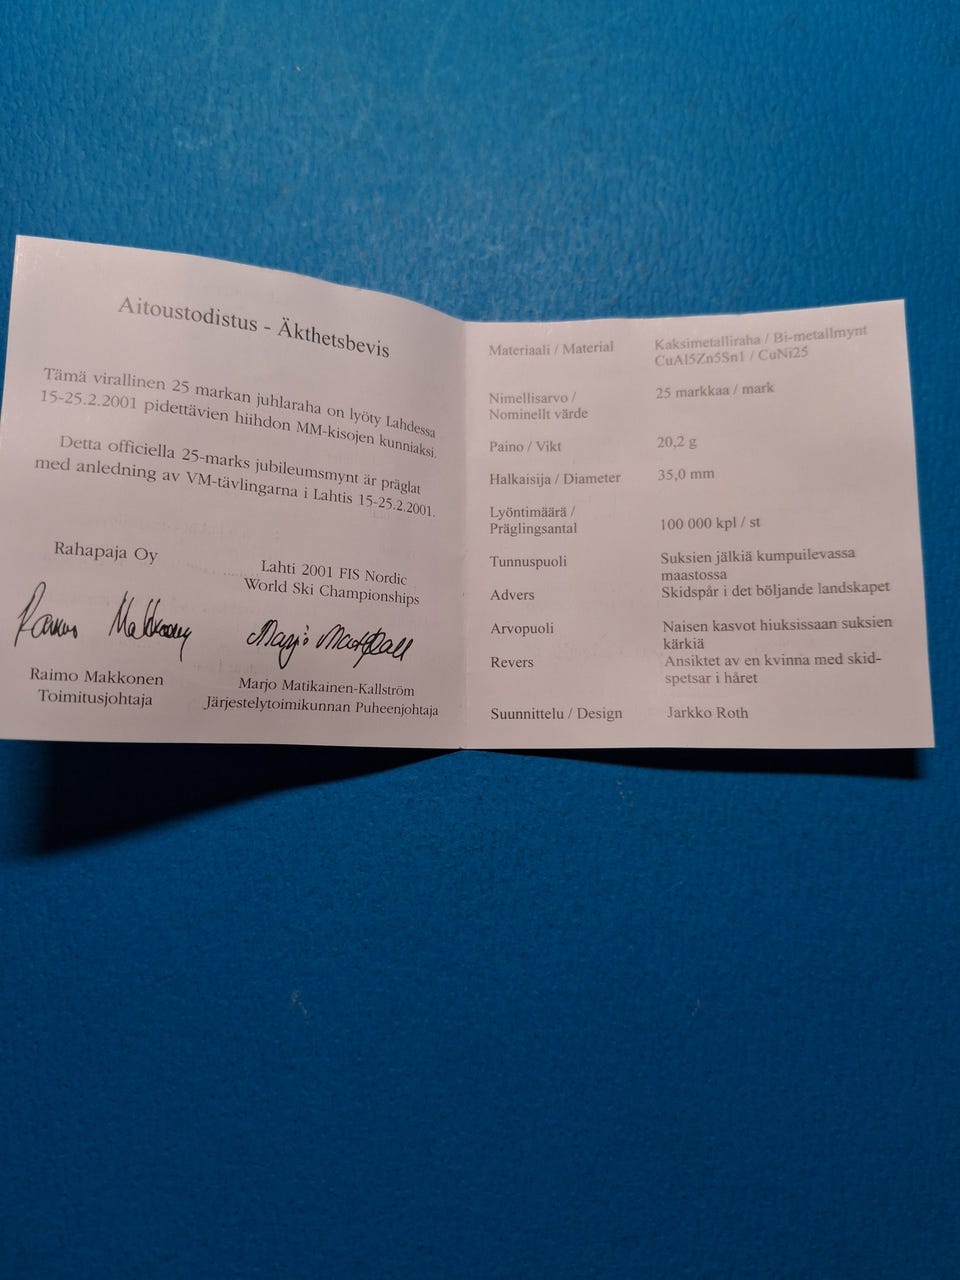 Aitoustodistus - Äkthetsbevis
Tämä virallinen 25 markan juhlaraha on lyöty Lahdessa
15-25.2.2001 pidettävien hiihdon MM-kisojen kunniaksi.
Detta officiella 25-marks jubileumsmynt är präglat
med anledning av VM-tävlingarna i Lahtis 15-25.2.2001.
Rahapaja Oy
Raimo Makkonen
Raimo Makkonen
Toimitusjohtaja
Lahti 2001 FIS Nordic
World Ski Championships
Marjo Matikainen-Kallström
Järjestelytoimikunnan Puheenjohtaja
Materiaali / Material
Kaksimetalliraha / Bi-metallmynt
CuAl5Zn5Sn1 / CuNi25
Nimellisarvo /
Nominellt värde
25 markkaa / mark
Paino / Vikt
20,2 g
Halkaisija / Diameter
35,0 mm
Lyöntimäärä /
Präglingsantal
100 000 kpl / st
Tunnuspuoli
Suksien jälkiä kumpuilevassa
maastossa
Advers
Skidspår i det böljande landskapet
Arvopuoli
Naisen kasvot hiuksissaan suksien
kärkiä
Revers
Ansiktet av en kvinna med skid-
spetsar i håret
Suunnittelu / Design
Jarkko Roth